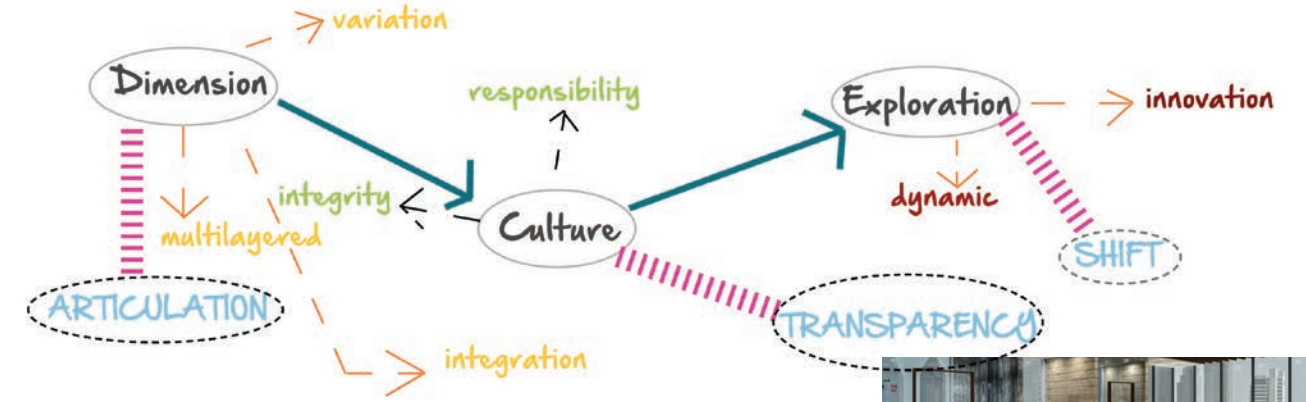 variation
Dimension
responsibility
Exploration
innovation
integrity
dynamic
multilayered
Culture
SHIFT
ARTICULATION
TRANSPARENCY
integration